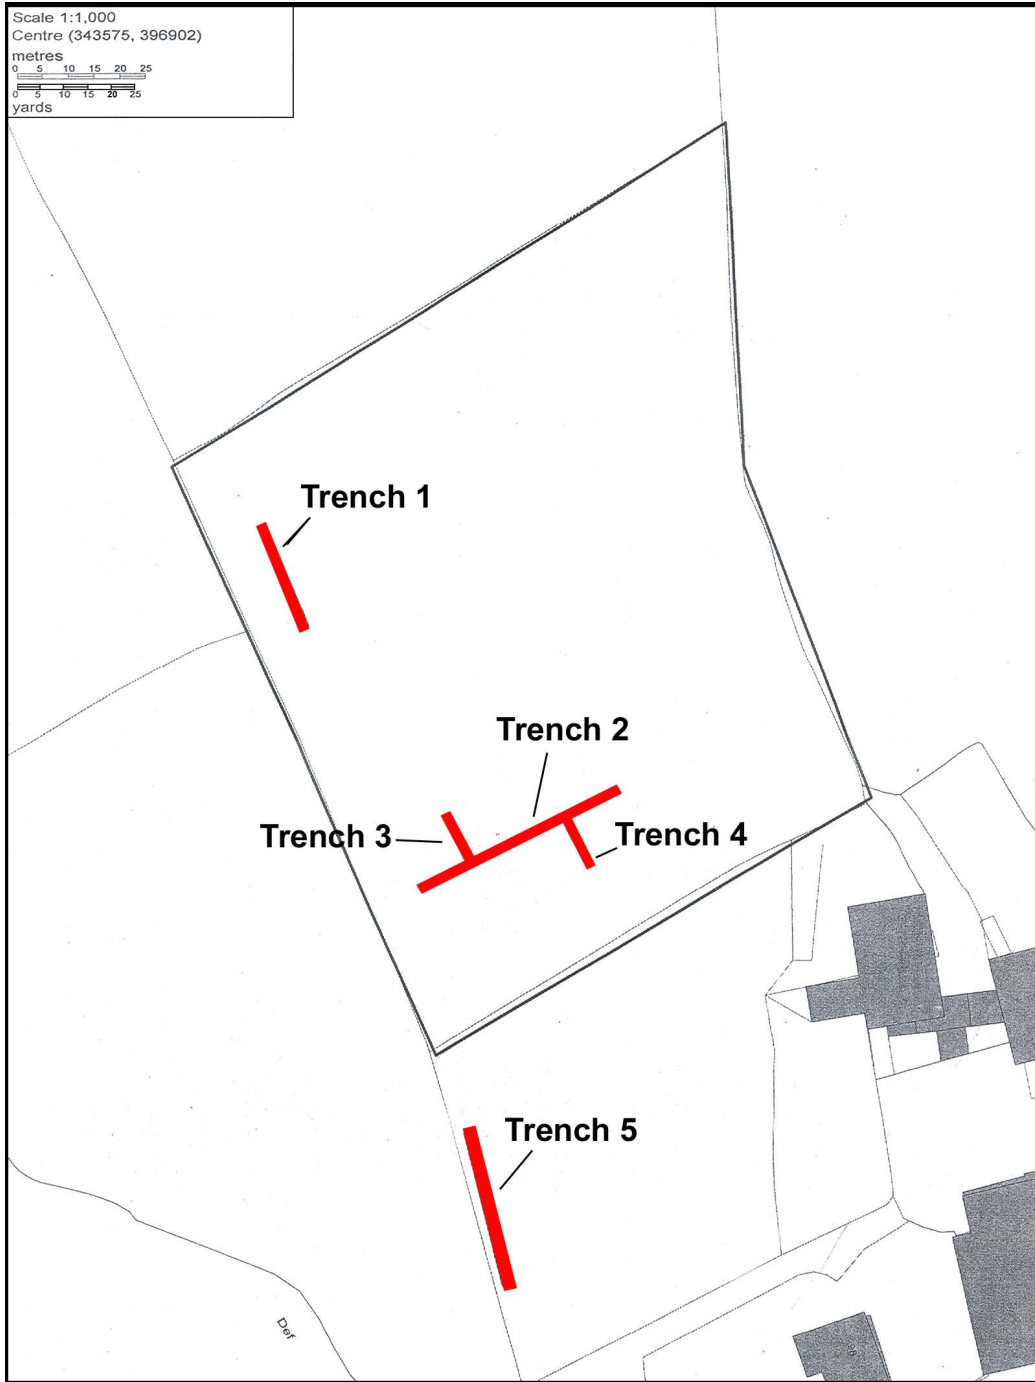 Scale 1:1,000
Centre (343575, 396902)
metres
0 5 10 15 20 25
0 5 10 15 20 25
yards
Trench 1
Trench 2
Trench 3
Trench 4
Trench 5
Def